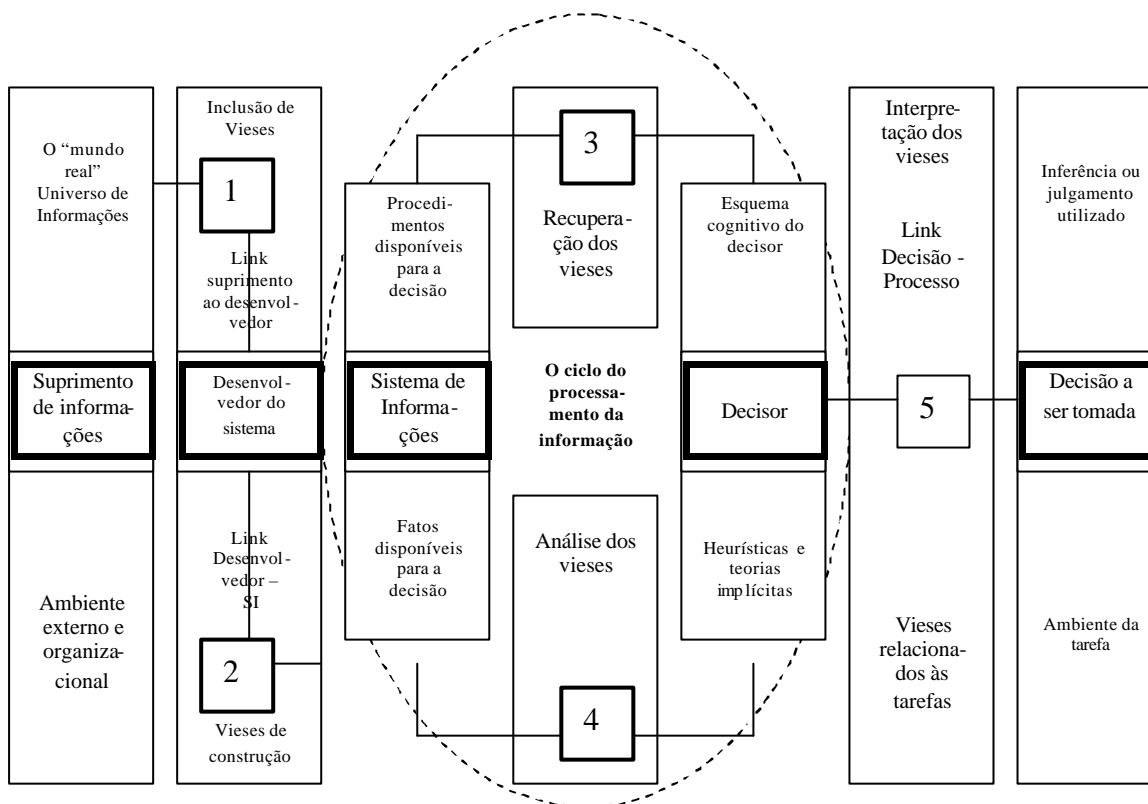 O “mundo
real”
Universo de
Informações
Suprimento
de informa-
ções
Ambiente
externo e
organiza-
cional
Inclusão de
Vieses
1
Link
suprimento
ao desenvol-
vedor
Desenvol-
vedor do
sistema
Link
Desenvol-
vedor –
SI
2
Vieses de
construção
Procedi-
mentos
disponíveis
para a
decisão
Sistema de
Informa-
ções
Fatos
disponíveis
para a
decisão
3
Recupera-
ção dos
vieses
O ciclo do
processa-
mento da
informação
Análise dos
vieses
4
Esquema
cognitivo do
decisor
Decisor
Heurísticas e
teorias
implícitas
Interpre-
tação dos
vieses
Link
Decisão -
Processo
5
Vieses
relaciona-
dos às
tarefas
Inferência ou
julgamento
utilizado
Decisão a
ser tomada
Ambiente da
tarefa